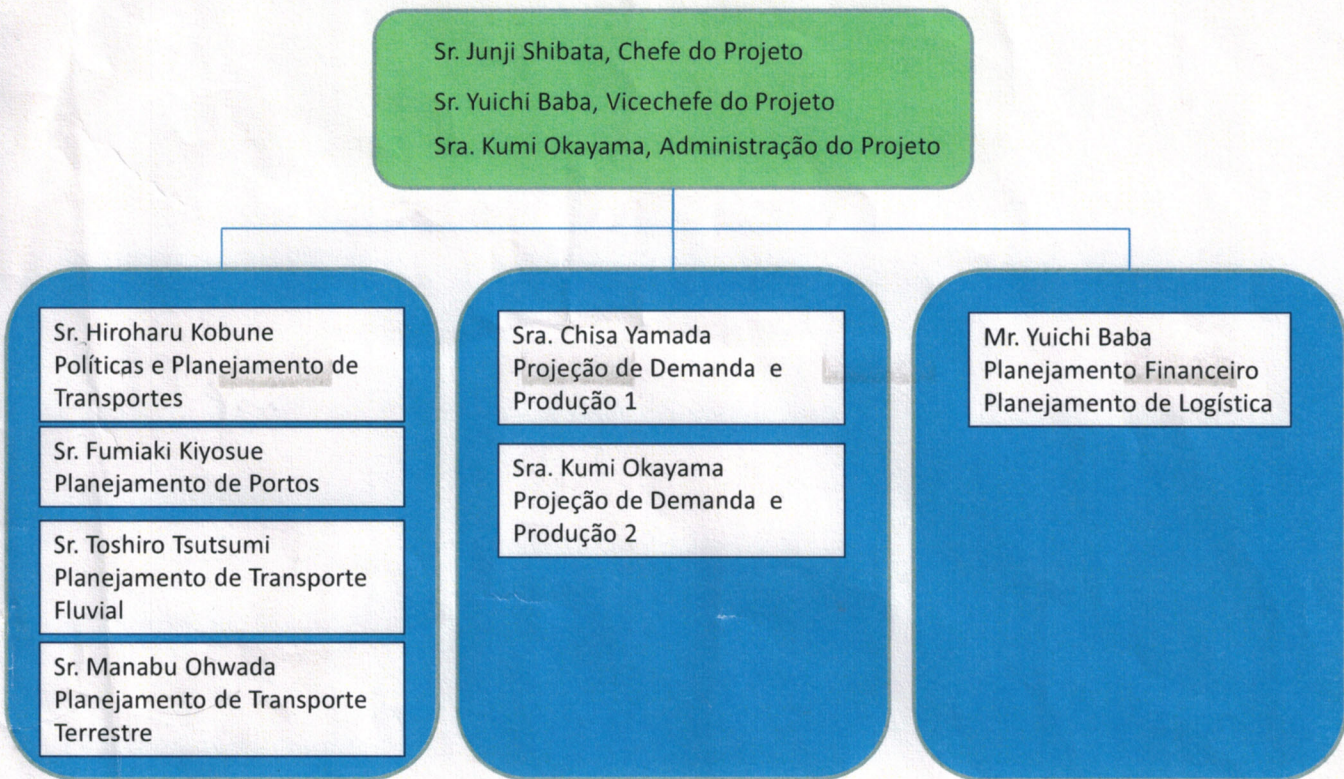 Sr. Junji Shibata, Chefe do Projeto
Sr. Yuichi Baba, Vicechefe do Projeto
Sra. Kumi Okayama, Administração do Projeto
Sr. Hiroharu Kobune
Políticas e Planejamento de
Transportes
Sr. Fumiaki Kiyosue
Planejamento de Portos
Sr. Toshiro Tsutsumi
Planejamento de Transporte
Fluvial
Sr. Manabu Ohwada
Planejamento de Transporte
Terrestre
Sra. Chisa Yamada
Projeção de Demanda e
Produção 1
Sra. Kumi Okayama
Projeção de Demanda e
Produção 2
Mr. Yuichi Baba
Planejamento Financeiro
Planejamento de Logística